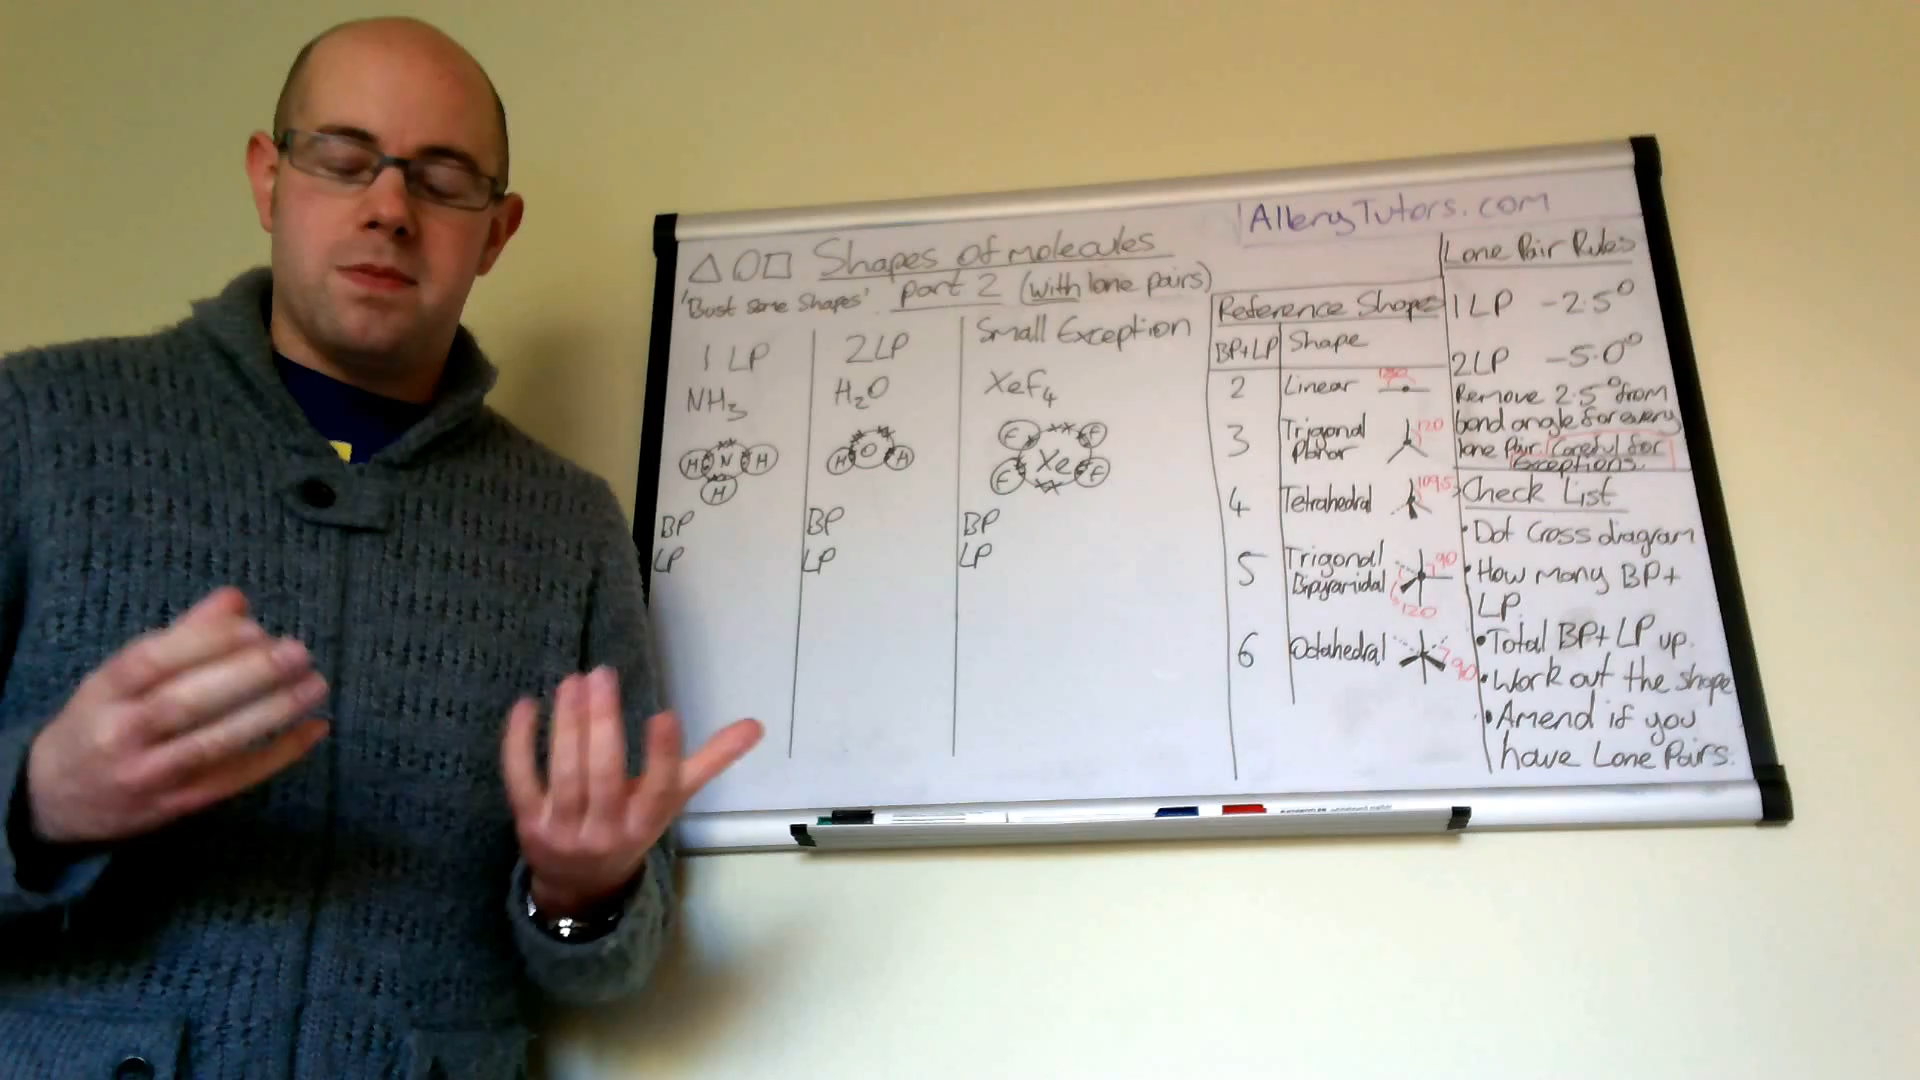 AlleryTutors.com
Shapes of molecules
'Bust some shapes' part 2 (with lone pairs)
1 LP
NH3
H N H
H
BP
LP
2LP
H2O
O
H H
BP
LP
Small Exception
XeF4
F F
Xe
F F
BP
LP
Reference Shapes
BP+LP Shape
2 Linear 180
3 Trigonal Planar 120
4 Tetrahedral 109.5
5 Trigonal Bipyramidal 90
120
6 Octahedral 90
Lone Pair Rules
1 LP -2.5°
2LP -5.0°
Remove 2.5° from
bond angle for every
lone pair. Careful for
exceptions.
Check List
• Dot Cross diagram
• How many BP+
LP.
• Total BP+LP up.
• Work out the shape
• Amend if you
have Lone Pairs.